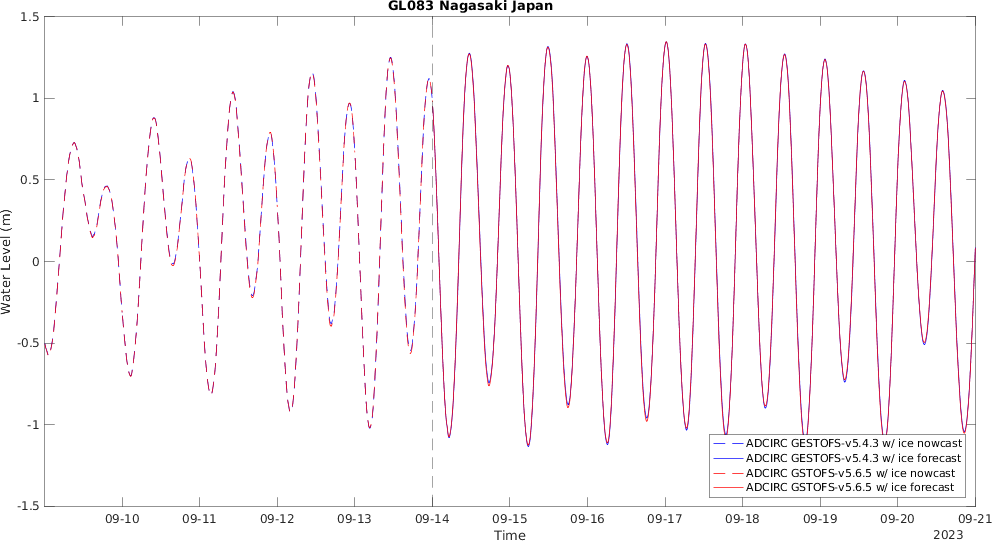 GL083 Nagasaki Japan
1.5
1
0.5
0
-0.5
-1
-1.5
Water Level (m)
ADCIRC GESTOFS-v5.4.3 w/ ice nowcast
ADCIRC GESTOFS-v5.4.3 w/ ice forecast
ADCIRC GSTOFS-v5.6.5 w/ ice nowcast
ADCIRC GSTOFS-v5.6.5 w/ ice forecast
09-10 09-11 09-12 09-13 09-14 09-15 09-16 09-17 09-18 09-19 09-20 09-21
Time
2023